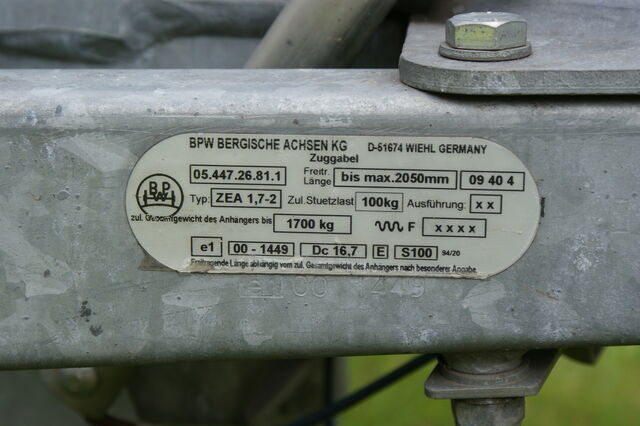 BPW BERGISCHE ACHSEN KG D-51674 WIEHL GERMANY
Zuggabel
05.447.26.81.1 Freitr. Länge bis max.2050mm 09 40 4
BPW Typ: ZEA 1,7-2 Zul.Stuetzlast 100kg Ausführung: x x
zul. Gesamtgewicht des Anhängers bis 1700 kg F x x x x
e1 00-1449 Dc 16,7 E S100 94/20
Freitragende Länge abhängig vom zul. Gesamtgewicht des Anhängers nach besonderer Angabe